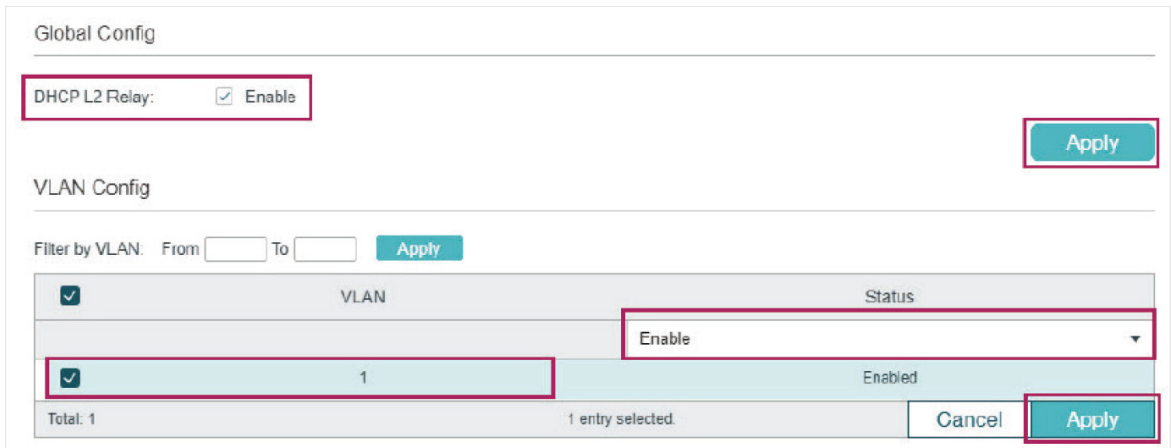 Global Config
DHCP L2 Relay: Enable
Apply
VLAN Config
Filter by VLAN: From To Apply
VLAN Status
Enable
1 Enabled
Total: 1 1 entry selected. Cancel Apply